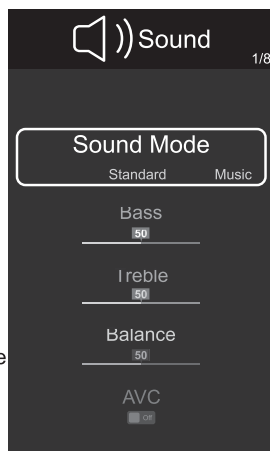 Sound
1/8
Sound Mode
Standard Music
Bass
50
Treble
50
Balance
50
e
AVC
Off